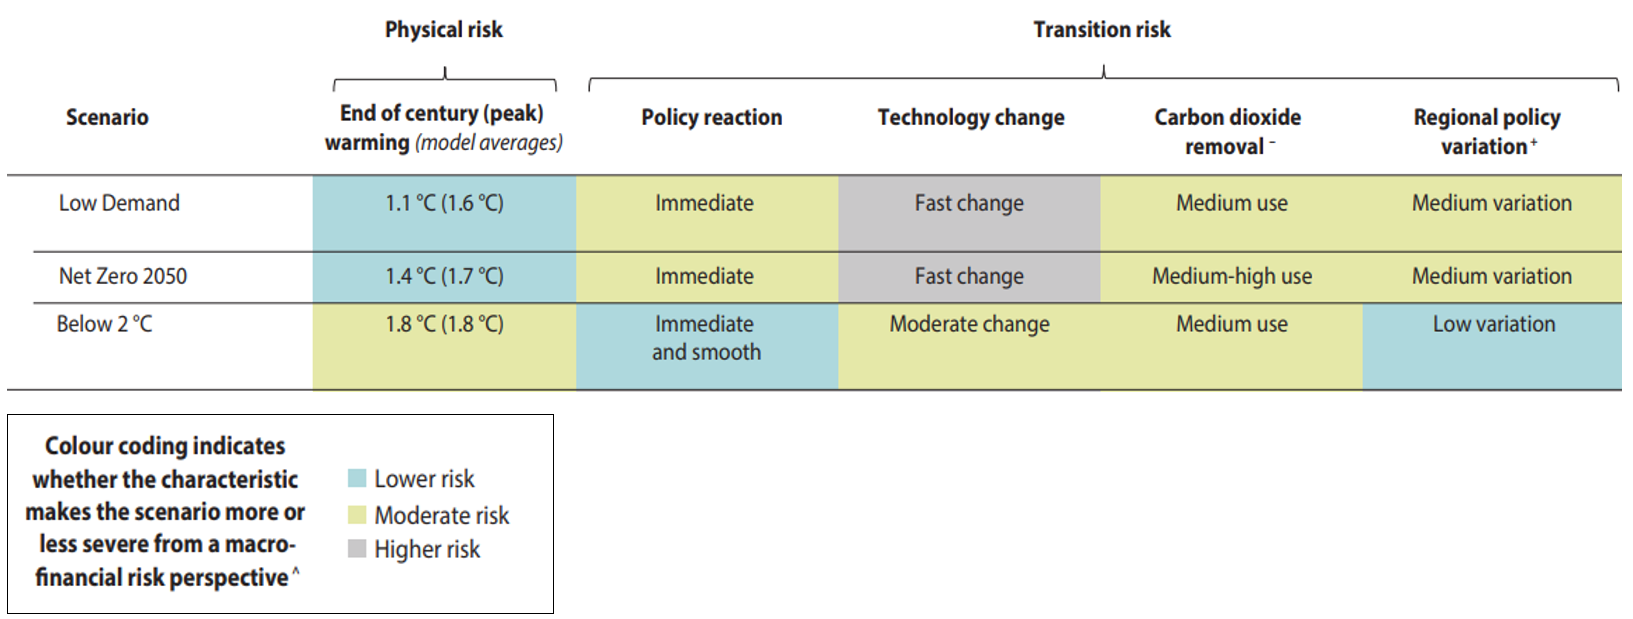 Physical risk
Transition risk
Scenario
End of century (peak)
warming (model averages)
Policy reaction
Technology change
Carbon dioxide
removal –
Regional policy
variation +
Low Demand
1.1 °C (1.6 °C)
Immediate
Fast change
Medium use
Medium variation
Net Zero 2050
1.4 °C (1.7 °C)
Immediate
Fast change
Medium-high use
Medium variation
Below 2 °C
1.8 °C (1.8 °C)
Immediate
and smooth
Moderate change
Medium use
Low variation
Colour coding indicates
whether the characteristic
makes the scenario more or
less severe from a macro-
financial risk perspective ^
Lower risk
Moderate risk
Higher risk